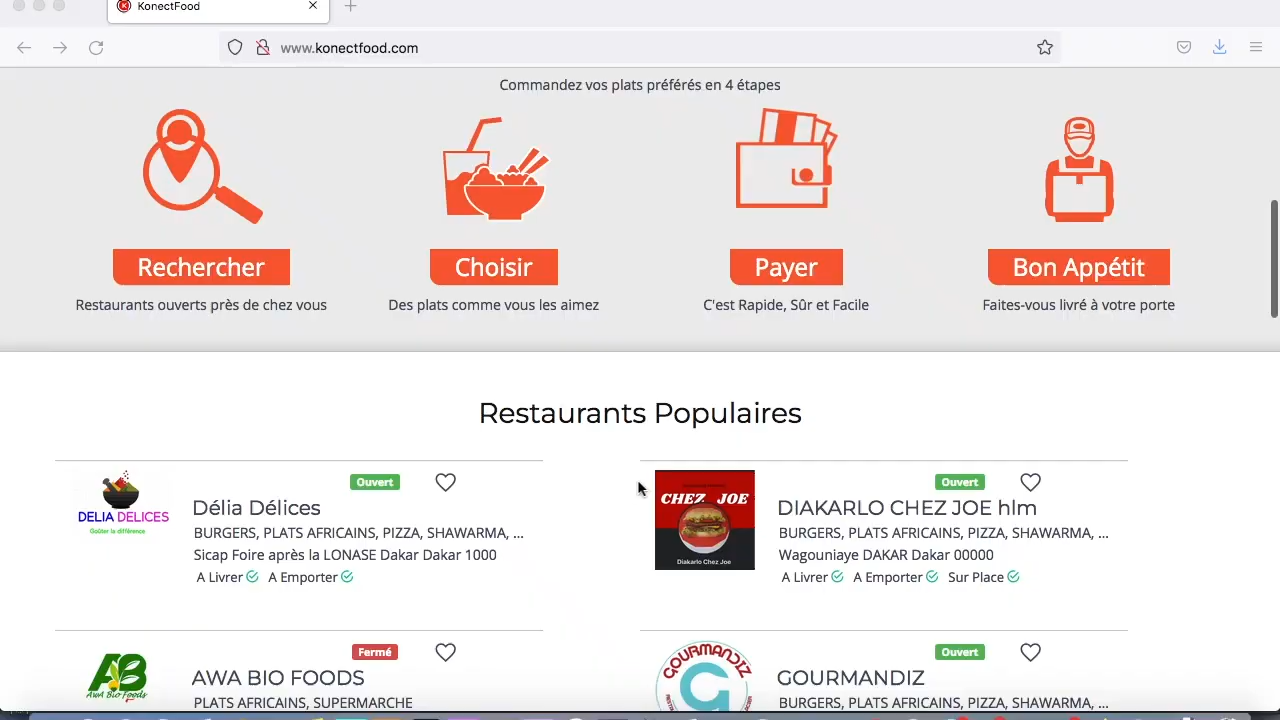 KonectFood
www.konectfood.com
Commandez vos plats préférés en 4 étapes
Rechercher
Choisir
Payer
Bon Appétit
Restaurants ouverts près de chez vous
Des plats comme vous les aimez
C'est Rapide, Sûr et Facile
Faites-vous livré à votre porte
Restaurants Populaires
DELIA DELICES
Goûter la différence
Ouvert
Délia Délices
BURGERS, PLATS AFRICAINS, PIZZA, SHAWARMA, ...
Sicap Foire après la LONASE Dakar Dakar 1000
A Livrer A Emporter
CHEZ JOE
Diakarlo Chez Joe
Ouvert
DIAKARLO CHEZ JOE hlm
BURGERS, PLATS AFRICAINS, PIZZA, SHAWARMA, ...
Wagouniaye DAKAR Dakar 00000
A Livrer A Emporter Sur Place
AB
AWA Bio Foods
Fermé
AWA BIO FOODS
PLATS AFRICAINS, SUPERMARCHE
GOURMANDIZ
G
Ouvert
GOURMANDIZ
BURGERS, PLATS AFRICAINS, PIZZA, SHAWARMA, ...